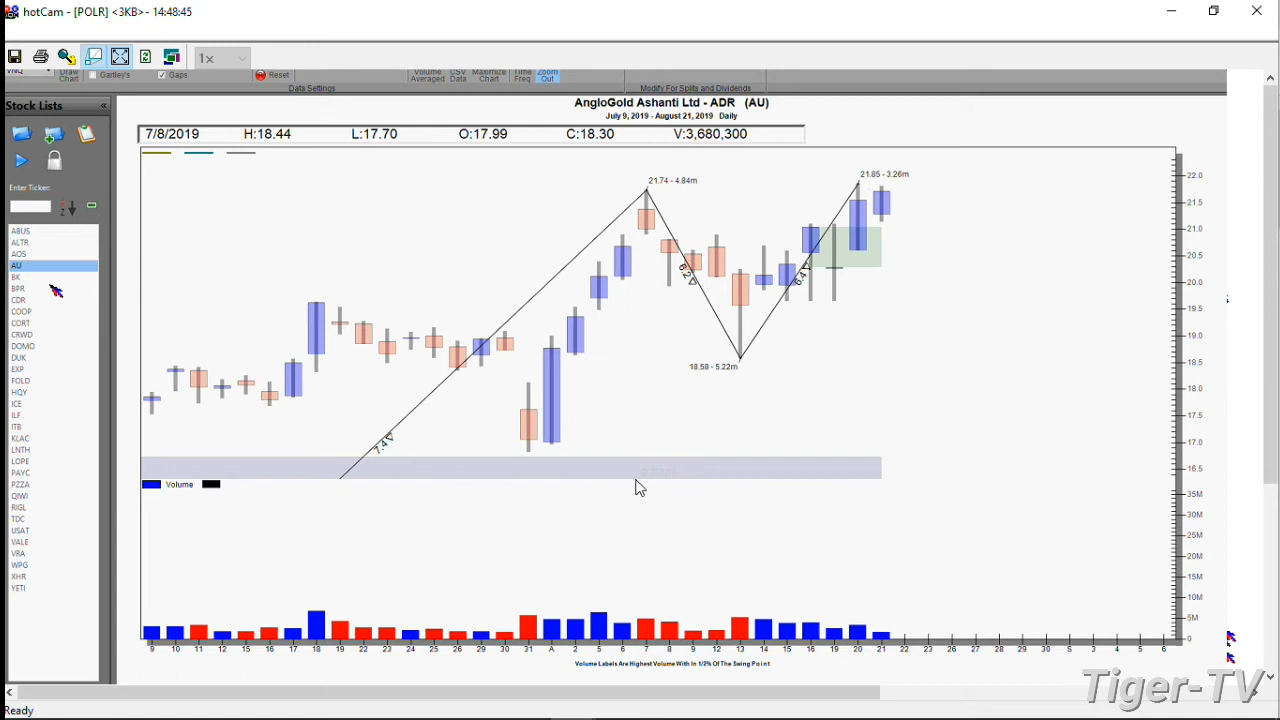 hotCam - [POLR] <3KB> - 14:48:45
1x
VNQ
Draw Chart
Gartley's
Gaps
Reset
Volume Averaged
CSV Data
Maximize Chart
Time Freq
Zoom Out
Data Settings
Modify For Splits and Dividends
Stock Lists
«
Enter Ticker:
ABUS
ALTR
AOS
AU
BK
BPR
CDR
COOP
CORT
CRWD
DOMO
DUK
EXP
FOLD
HQY
ICE
ILF
ITB
KLAC
LNTH
LOPE
PAYC
PZZA
QIWI
RIGL
TDC
USAT
VALE
VRA
WPG
XHR
YETI
AngloGold Ashanti Ltd - ADR (AU)
July 9, 2019 - August 21, 2019 Daily
7/8/2019 H:18.44 L:17.70 O:17.99 C:18.30 V:3,680,300
21.74 - 4.84m
21.85 - 3.26m
18.58 - 5.22m
7.4
6.2
6.4
22.0
21.5
21.0
20.5
20.0
19.5
19.0
18.5
18.0
17.5
17.0
16.5
Volume
35M
30M
25M
20M
15M
10M
5M
0
9 10 11 12 15 16 17 18 19 22 23 24 25 26 29 30 31 A 2 5 6 7 8 9 12 13 14 15 16 19 20 21 22 23 26 27 28 29 30 S 3 4 5 6
Volume Labels Are Highest Volume With In 1/2% Of The Swing Point
Tiger-TV
Ready